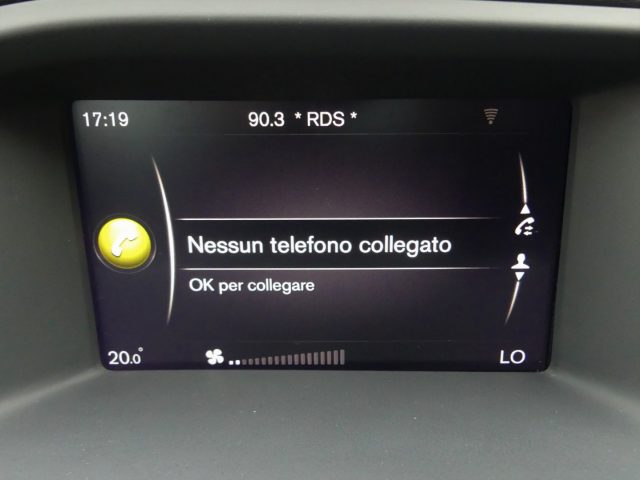 17:19 90.3 * RDS *
Nessun telefono collegato
OK per collegare
20.0° LO